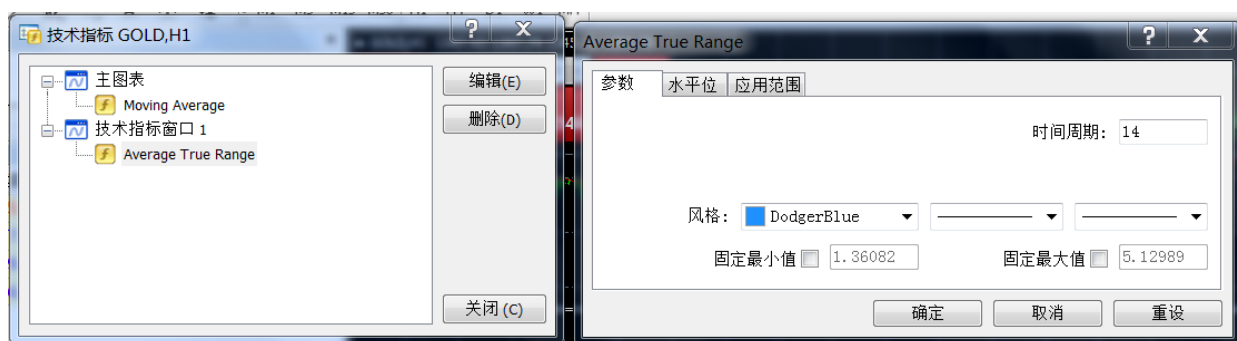 技术指标 GOLD,H1
主图表
Moving Average
技术指标窗口 1
Average True Range
编辑(E)
删除(D)
关闭(C)
Average True Range
参数 水平位 应用范围
时间周期: 14
风格: DodgerBlue
固定最小值 1.36082 固定最大值 5.12989
确定 取消 重设